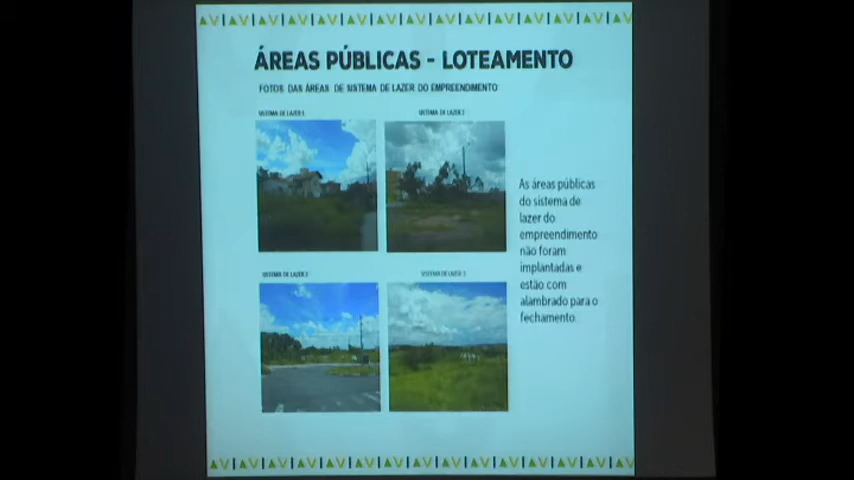 ÁREAS PÚBLICAS - LOTEAMENTO
FOTOS DAS ÁREAS DE SISTEMA DE LAZER DO EMPREENDIMENTO
SISTEMA DE LAZER 1
SISTEMA DE LAZER 2
SISTEMA DE LAZER 2
SISTEMA DE LAZER 3
As áreas públicas
do sistema de
lazer do
empreendimento
não foram
implantadas e
estão com
alambrado para o
fechamento.